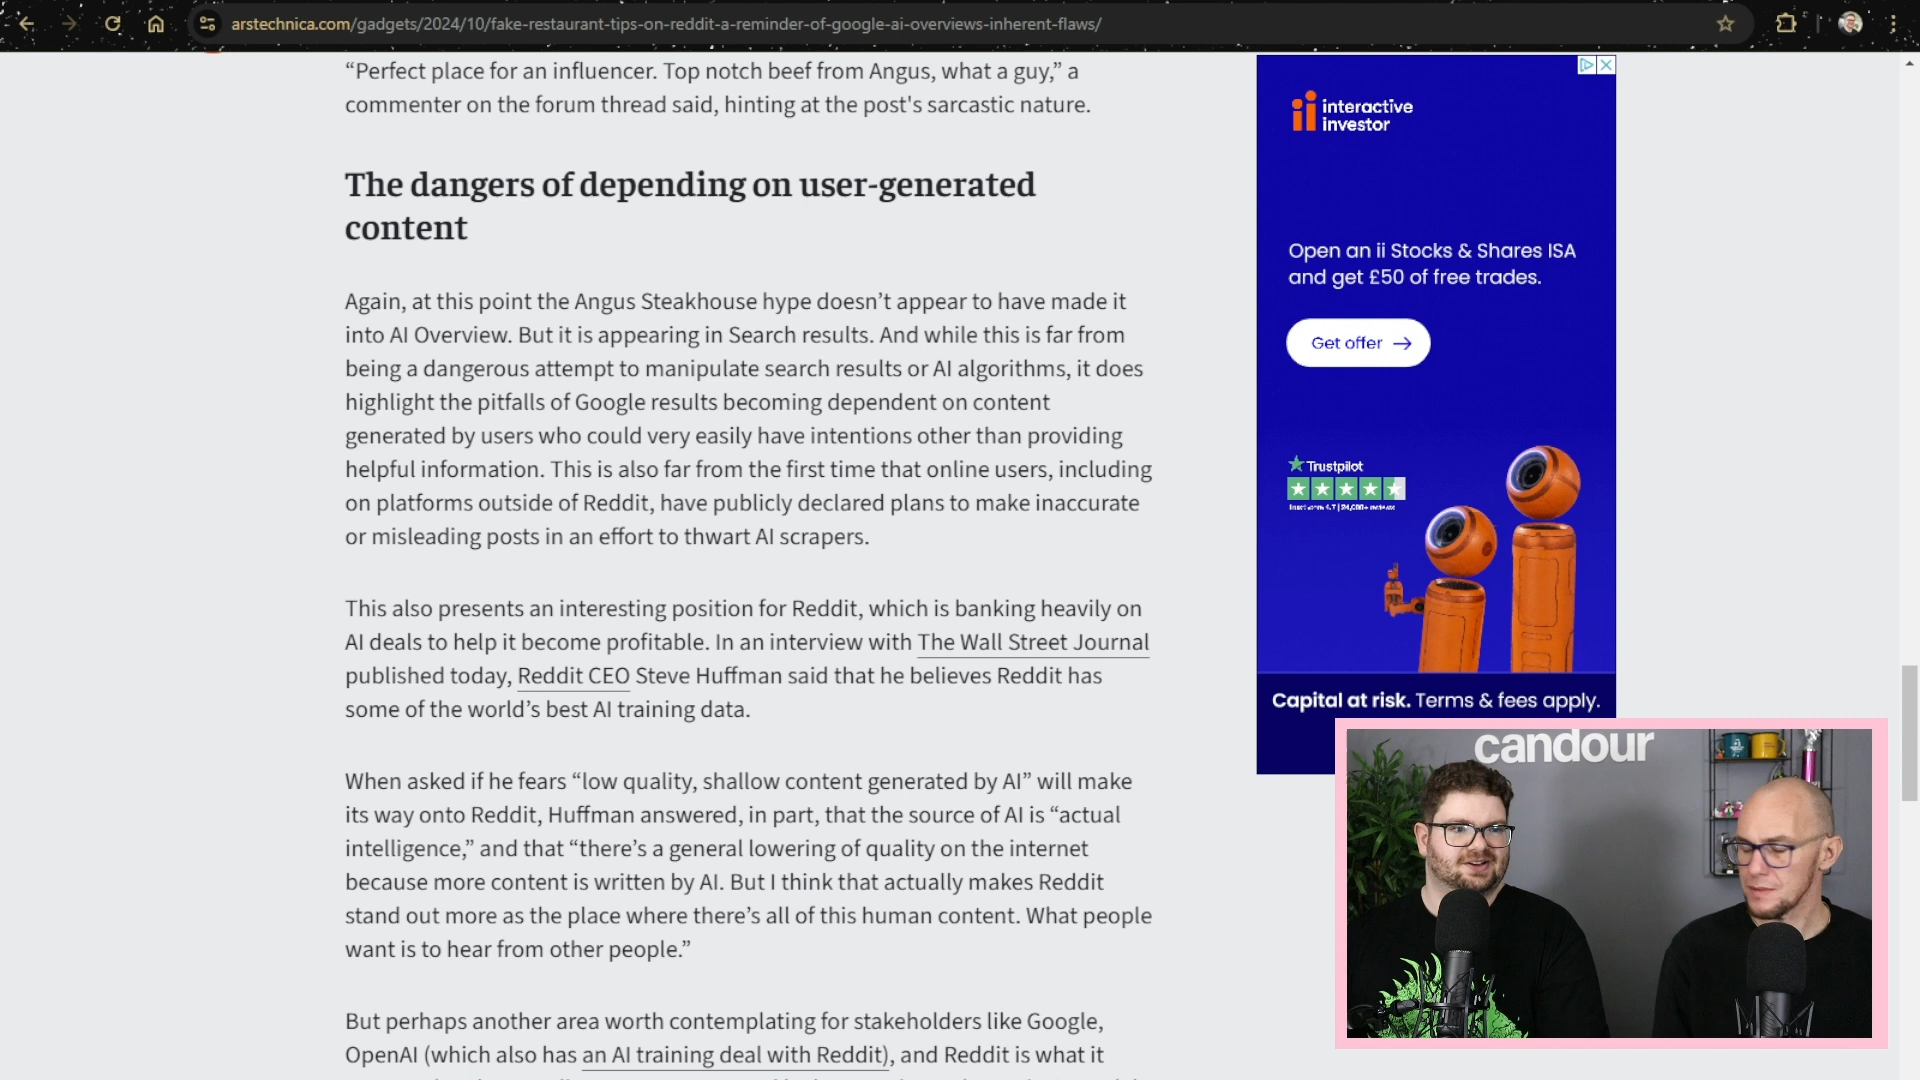 arstechnica.com/gadgets/2024/10/fake-restaurant-tips-on-reddit-a-reminder-of-google-ai-overviews-inherent-flaws/
“Perfect place for an influencer. Top notch beef from Angus, what a guy,” a
commenter on the forum thread said, hinting at the post's sarcastic nature.
The dangers of depending on user-generated
content
Again, at this point the Angus Steakhouse hype doesn’t appear to have made it
into AI Overview. But it is appearing in Search results. And while this is far from
being a dangerous attempt to manipulate search results or AI algorithms, it does
highlight the pitfalls of Google results becoming dependent on content
generated by users who could very easily have intentions other than providing
helpful information. This is also far from the first time that online users, including
on platforms outside of Reddit, have publicly declared plans to make inaccurate
or misleading posts in an effort to thwart AI scrapers.
This also presents an interesting position for Reddit, which is banking heavily on
AI deals to help it become profitable. In an interview with The Wall Street Journal
published today, Reddit CEO Steve Huffman said that he believes Reddit has
some of the world’s best AI training data.
When asked if he fears “low quality, shallow content generated by AI” will make
its way onto Reddit, Huffman answered, in part, that the source of AI is “actual
intelligence,” and that “there’s a general lowering of quality on the internet
because more content is written by AI. But I think that actually makes Reddit
stand out more as the place where there’s all of this human content. What people
want is to hear from other people.”
But perhaps another area worth contemplating for stakeholders like Google,
OpenAI (which also has an AI training deal with Reddit), and Reddit is what it
interactive
investor
Open an ii Stocks & Shares ISA
and get £50 of free trades.
Get offer →
Trustpilot
Capital at risk. Terms & fees apply.
candour